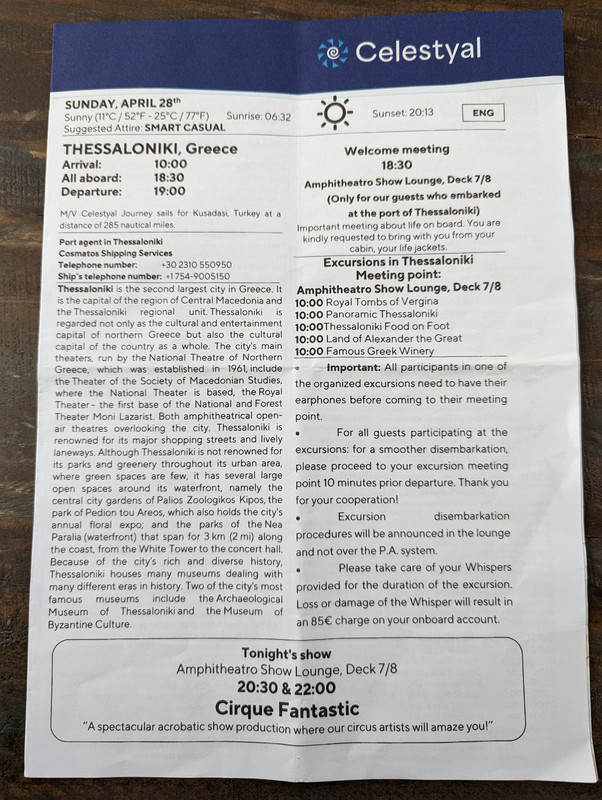 Celestyal
SUNDAY, APRIL 28th
Sunny (11°C / 52°F - 25°C / 77°F) Sunrise: 06:32
Suggested Attire: SMART CASUAL
Sunset: 20:13
ENG
THESSALONIKI, Greece
Arrival: 10:00
All aboard: 18:30
Departure: 19:00
M/V Celestyal Journey sails for Kusadasi, Turkey at a
distance of 285 nautical miles.
Port agent in Thessaloniki
Cosmatos Shipping Services
Telephone number: +30 2310 550950
Ship's telephone number: +1754-9005150
Thessaloniki is the second largest city in Greece. It
is the capital of the region of Central Macedonia and
the Thessaloniki regional unit. Thessaloniki is
regarded not only as the cultural and entertainment
capital of northern Greece but also the cultural
capital of the country as a whole. The city's main
theaters, run by the National Theatre of Northern
Greece, which was established in 1961, include
the Theater of the Society of Macedonian Studies,
where the National Theater is based, the Royal
Theater - the first base of the National and Forest
Theater Moni Lazarist. Both amphitheatrical open-
air theatres overlooking the city. Thessaloniki is
renowned for its major shopping streets and lively
laneways. Although Thessaloniki is not renowned for
its parks and greenery throughout its urban area,
where green spaces are few, it has several large
open spaces around its waterfront, namely the
central city gardens of Palios Zoologikos Kipos, the
park of Pedion tou Areos, which also holds the city's
annual floral expo; and the parks of the Nea
Paralia (waterfront) that span for 3 km (2 mi) along
the coast, from the White Tower to the concert hall.
Because of the city's rich and diverse history,
Thessaloniki houses many museums dealing with
many different eras in history. Two of the city's most
famous museums include the Archaeological
Museum of Thessaloniki and the Museum of
Byzantine Culture.
Welcome meeting
18:30
Amphitheatro Show Lounge, Deck 7/8
(Only for our guests who embarked
at the port of Thessaloniki)
Important meeting about life on board. You are
kindly requested to bring with you from your
cabin, your life jackets.
Excursions in Thessaloniki
Meeting point:
Amphitheatro Show Lounge, Deck 7/8
10:00 Royal Tombs of Vergina
10:00 Panoramic Thessaloniki
10:00Thessaloniki Food on Foot
10:00 Land of Alexander the Great
10:00 Famous Greek Winery
• Important: All participants in one of
the organized excursions need to have their
earphones before coming to their meeting
point.
• For all guests participating at the
excursions: for a smoother disembarkation,
please proceed to your excursion meeting
point 10 minutes prior departure. Thank you
for your cooperation!
• Excursion disembarkation
procedures will be announced in the lounge
and not over the P.A. system.
• Please take care of your Whispers
provided for the duration of the excursion.
Loss or damage of the Whisper will result in
an 85€ charge on your onboard account.
Tonight's show
Amphitheatro Show Lounge, Deck 7/8
20:30 & 22:00
Cirque Fantastic
"A spectacular acrobatic show production where our circus artists will amaze you!"